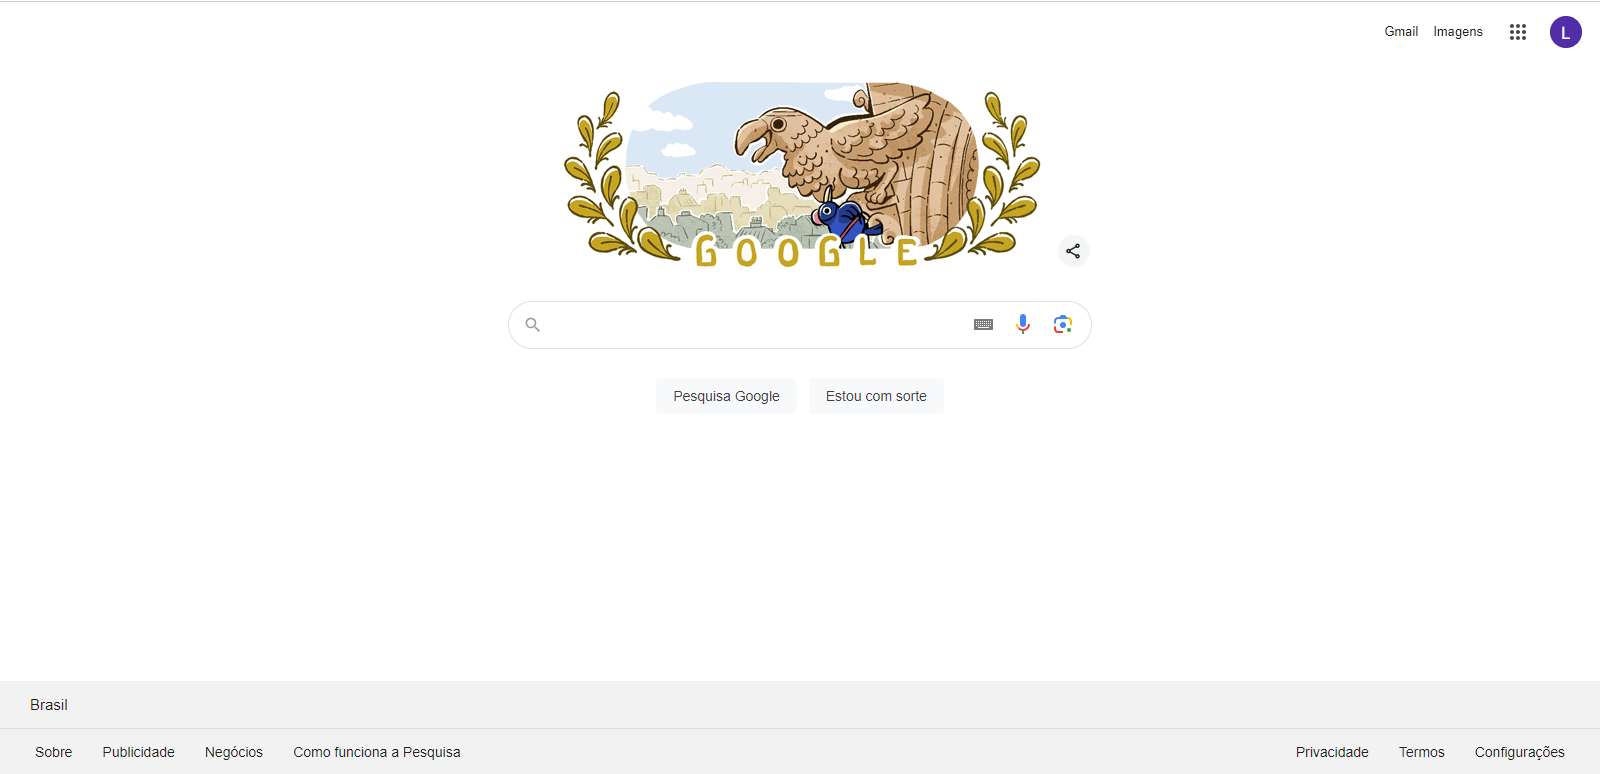 Gmail Imagens L
GOOGLE
Pesquisa Google Estou com sorte
Brasil
Sobre Publicidade Negócios Como funciona a Pesquisa Privacidade Termos Configurações